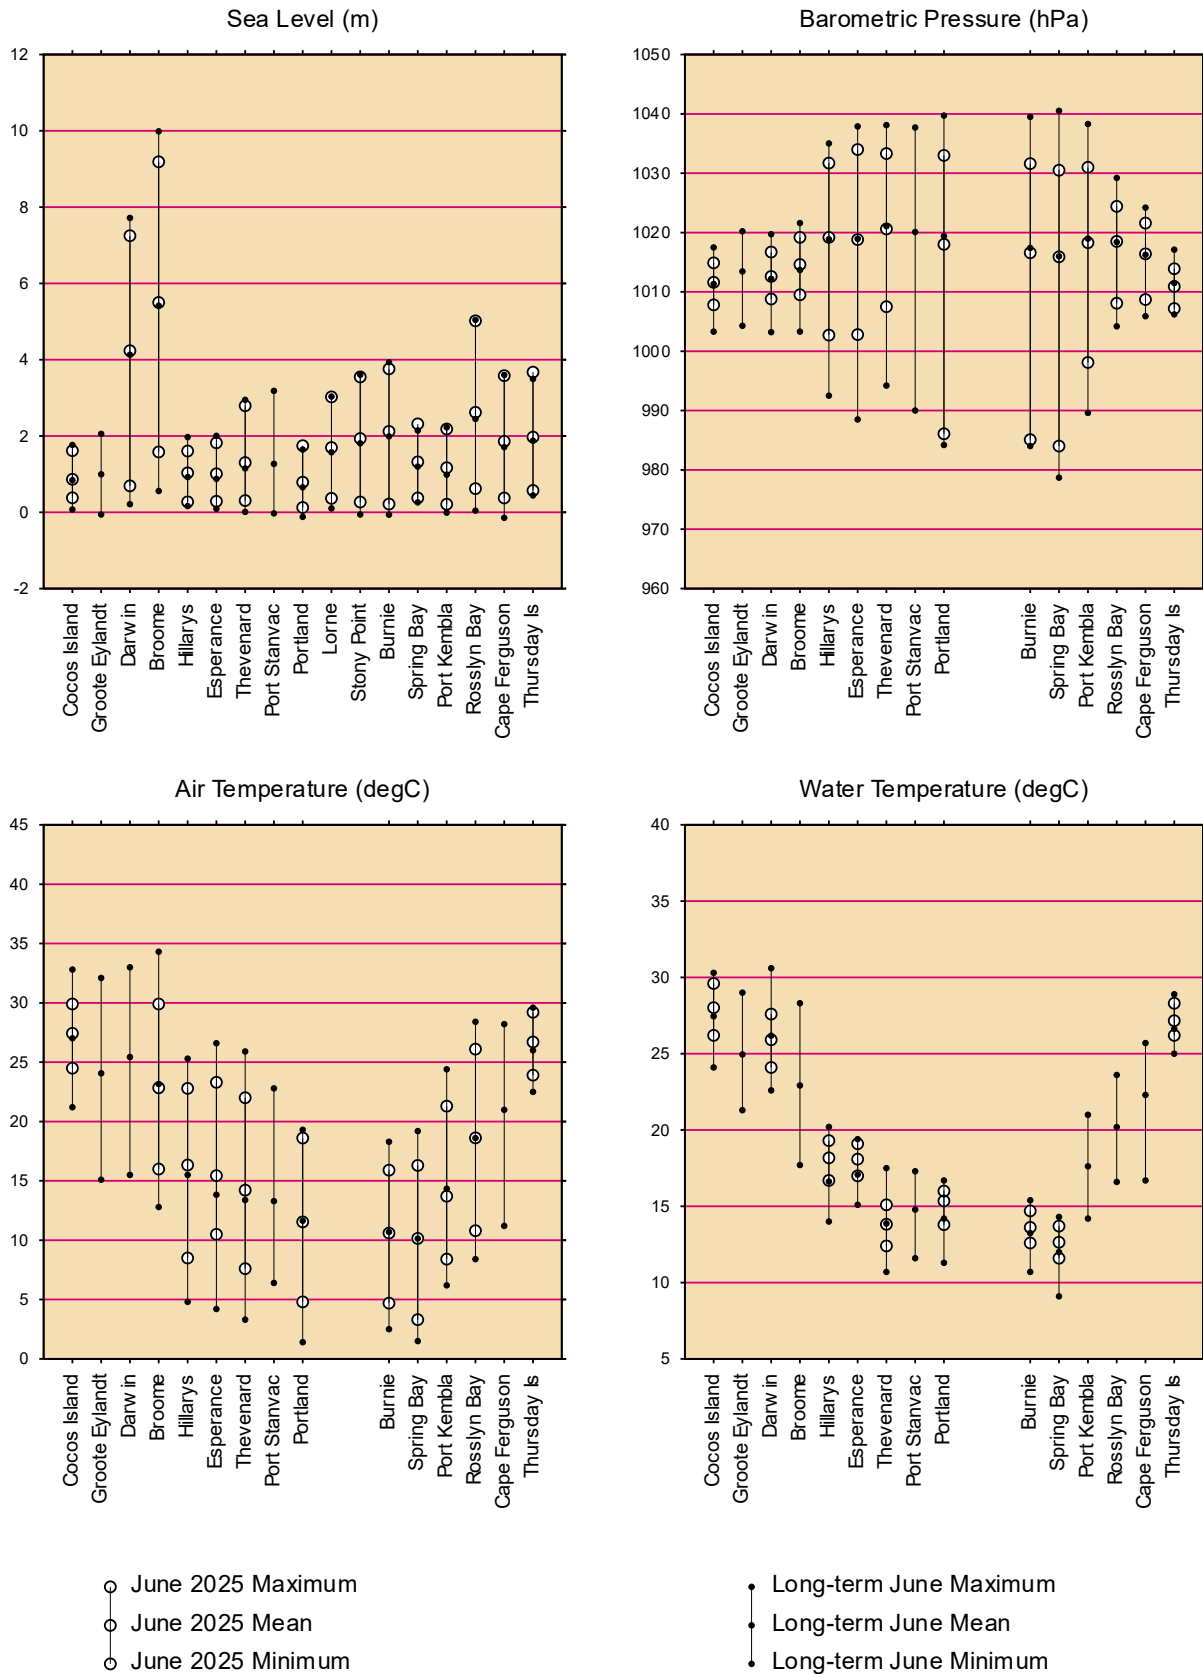 Sea Level (m)
12
10
8
6
4
2
0
-2
Cocos Island
Groote Eylandt
Darwin
Broome
Hillarys
Esperance
Thevenard
Port Stanvac
Portland
Lorne
Stony Point
Burnie
Spring Bay
Port Kembla
Rosslyn Bay
Cape Ferguson
Thursday Is
Barometric Pressure (hPa)
1050
1040
1030
1020
1010
1000
990
980
970
960
Cocos Island
Groote Eylandt
Darwin
Broome
Hillarys
Esperance
Thevenard
Port Stanvac
Portland
Burnie
Spring Bay
Port Kembla
Rosslyn Bay
Cape Ferguson
Thursday Is
Air Temperature (degC)
45
40
35
30
25
20
15
10
5
0
Cocos Island
Groote Eylandt
Darwin
Broome
Hillarys
Esperance
Thevenard
Port Stanvac
Portland
Burnie
Spring Bay
Port Kembla
Rosslyn Bay
Cape Ferguson
Thursday Is
Water Temperature (degC)
40
35
30
25
20
15
10
5
Cocos Island
Groote Eylandt
Darwin
Broome
Hillarys
Esperance
Thevenard
Port Stanvac
Portland
Burnie
Spring Bay
Port Kembla
Rosslyn Bay
Cape Ferguson
Thursday Is
June 2025 Maximum
June 2025 Mean
June 2025 Minimum
Long-term June Maximum
Long-term June Mean
Long-term June Minimum